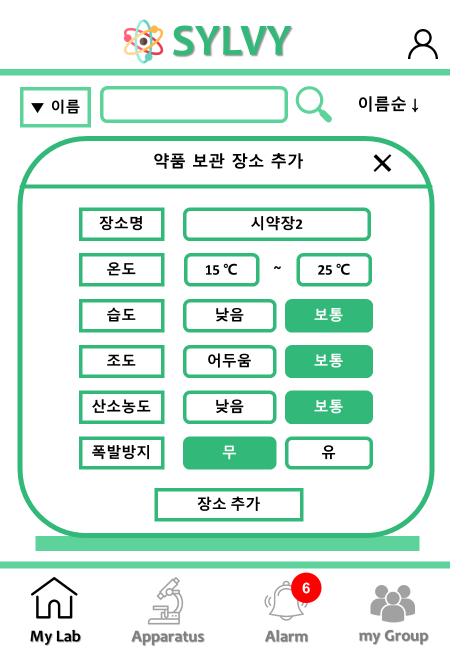 SYLVY
▼ 이름
이름순↓
약품 보관 장소 추가 ✕
장소명 시약장2
온도 15 ℃ ~ 25 ℃
습도 낮음 보통
조도 어두움 보통
산소농도 낮음 보통
폭발방지 무 유
장소 추가
6
My Lab Apparatus Alarm my Group